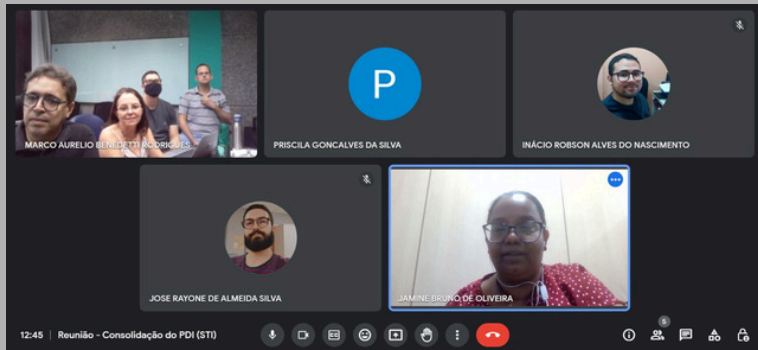 MARCO AURELIO BENEDETTI RODRIGUES
P
PRISCILA GONCALVES DA SILVA
INÁCIO ROBSON ALVES DO NASCIMENTO
JOSE RAYONE DE ALMEIDA SILVA
JAMINE BRUNO DE OLIVEIRA
12:45 | Reunião - Consolidação do PDI (STI)
5